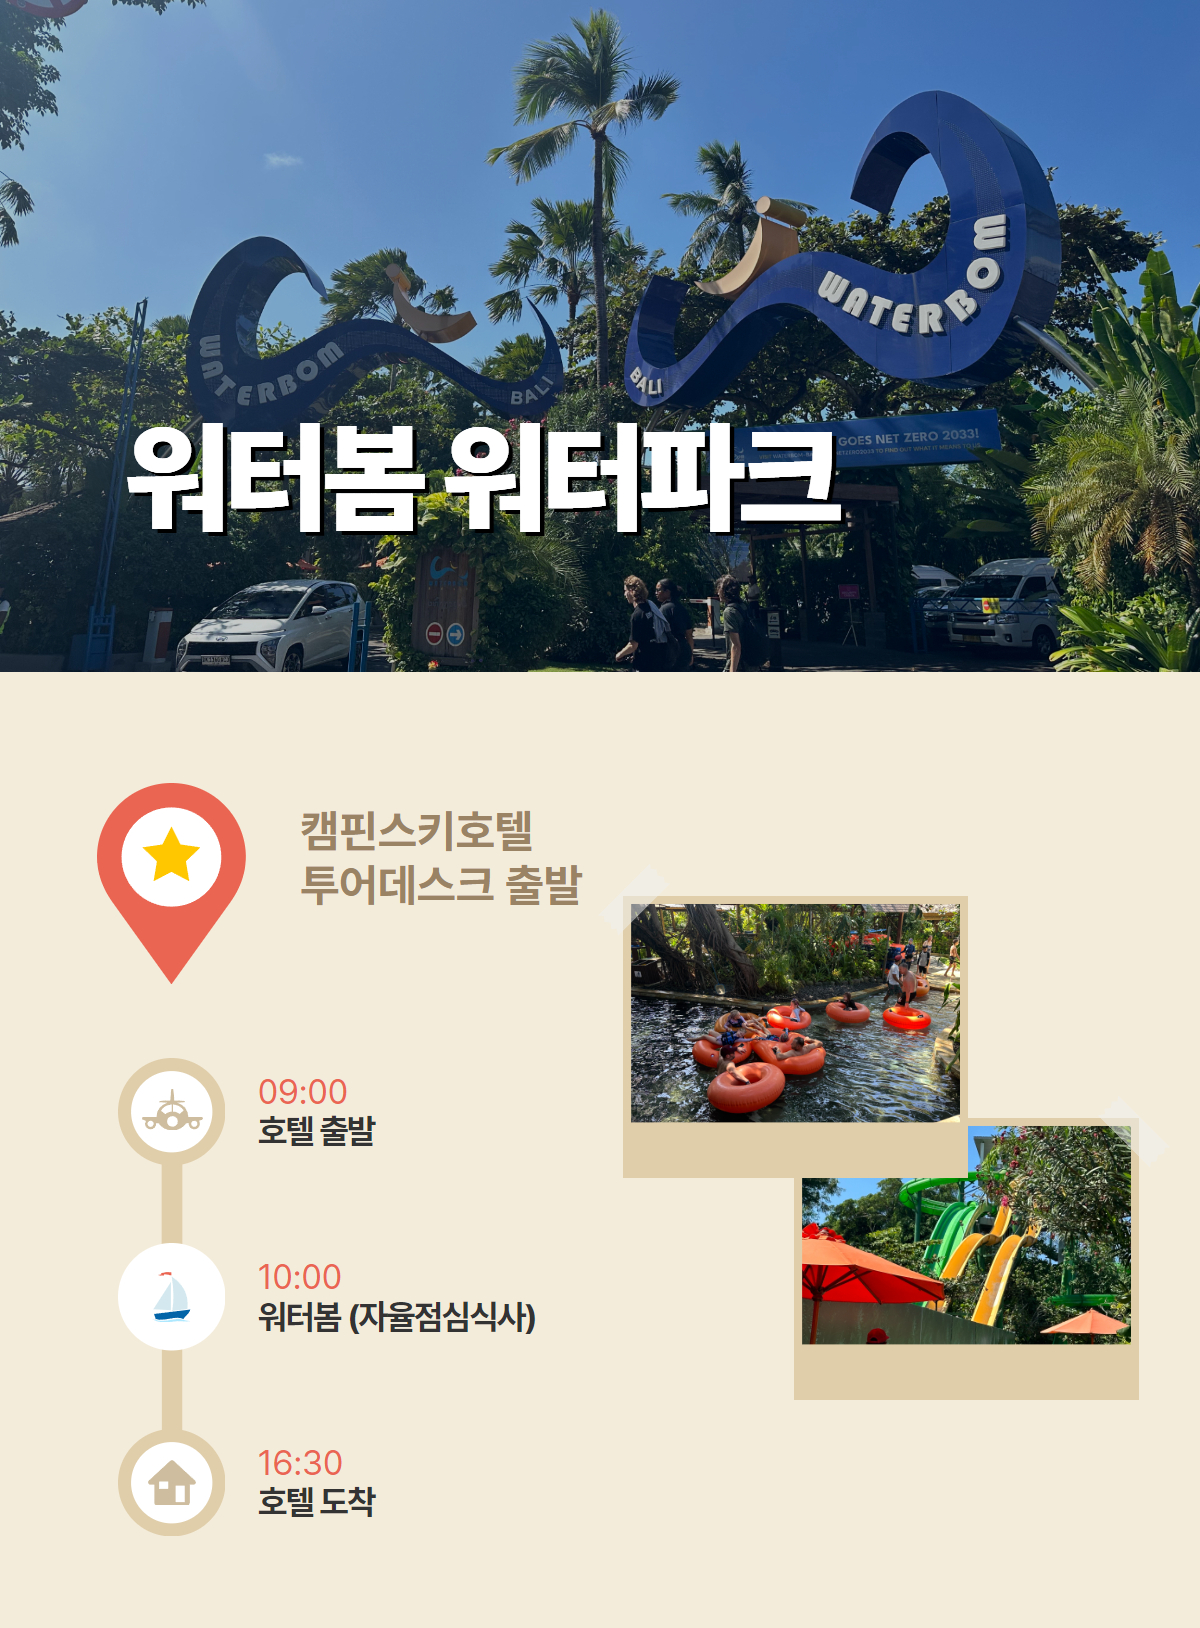 WATERBOM
BALI
WATERBOM
BALI
GOES NET ZERO 2033!
워터봄 워터파크
캠핀스키호텔
투어데스크 출발
09:00
호텔 출발
10:00
워터봄 (자율점심식사)
16:30
호텔 도착